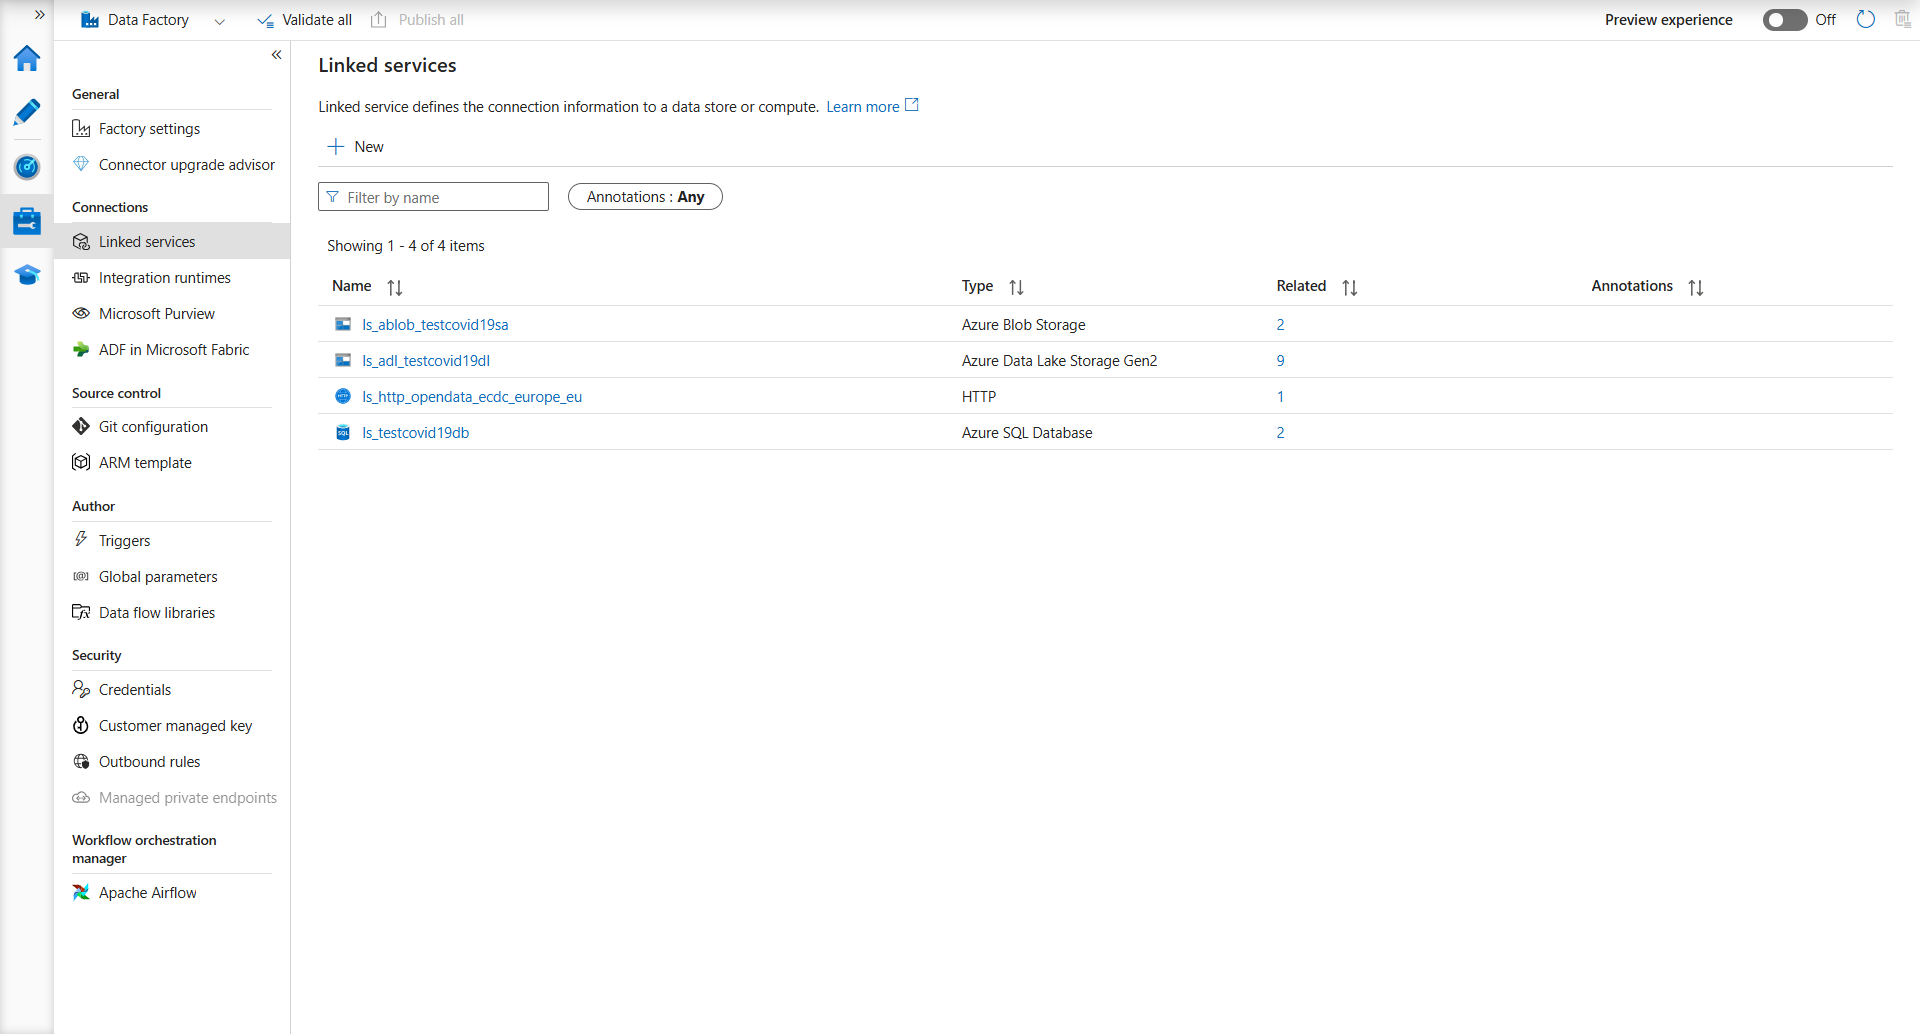 Data Factory Validate all Publish all Preview experience Off
General
Factory settings
Connector upgrade advisor
Connections
Linked services
Integration runtimes
Microsoft Purview
ADF in Microsoft Fabric
Source control
Git configuration
ARM template
Author
Triggers
Global parameters
Data flow libraries
Security
Credentials
Customer managed key
Outbound rules
Managed private endpoints
Workflow orchestration
manager
Apache Airflow
Linked services
Linked service defines the connection information to a data store or compute. Learn more
New
Filter by name Annotations : Any
Showing 1 - 4 of 4 items
Name Type Related Annotations
ls_ablob_testcovid19sa Azure Blob Storage 2
ls_adl_testcovid19dl Azure Data Lake Storage Gen2 9
HTTP ls_http_opendata_ecdc_europe_eu HTTP 1
SQL ls_testcovid19db Azure SQL Database 2